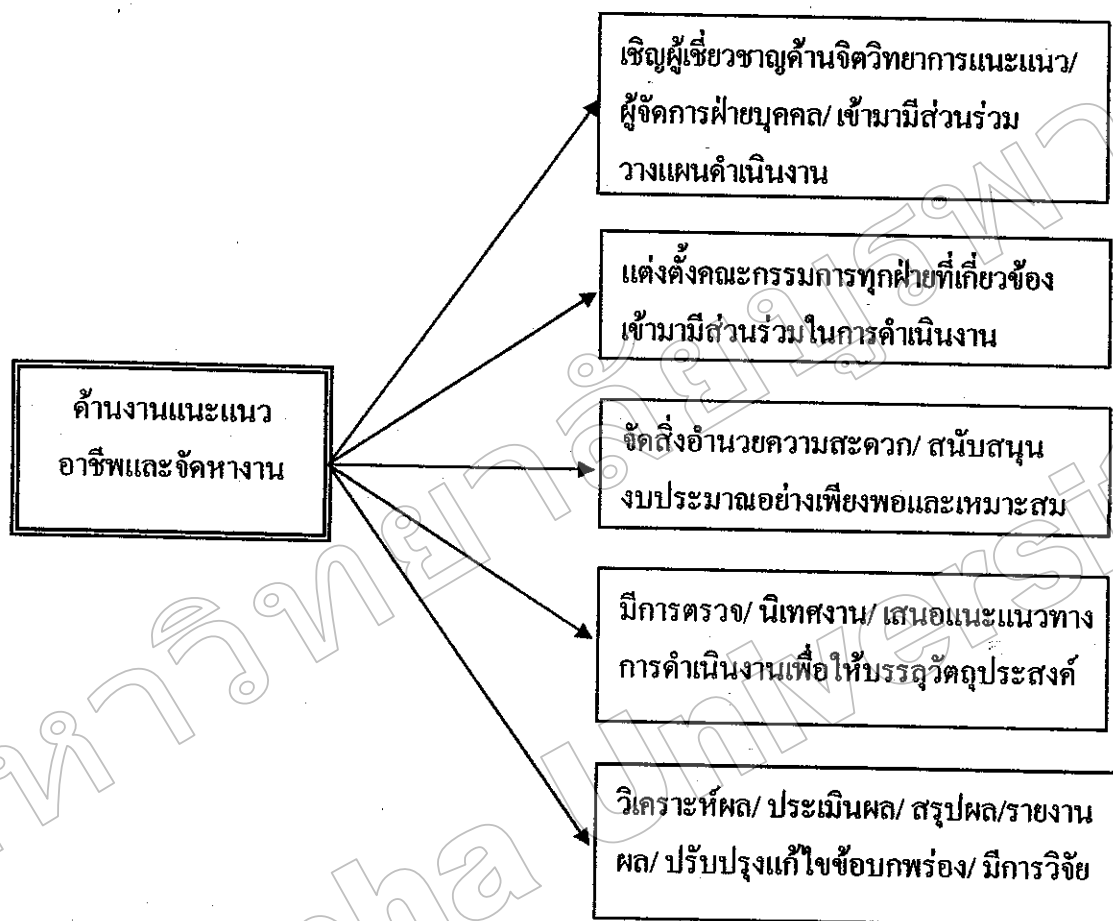 เชิญผู้เชี่ยวชาญด้านจิตวิทยาการแนะแนว/
ผู้จัดการฝ่ายบุคคล/ เข้ามามีส่วนร่วม
วางแผนดำเนินงาน
แต่งตั้งคณะกรรมการทุกฝ่ายที่เกี่ยวข้อง
เข้ามามีส่วนร่วมในการดำเนินงาน
ด้านงานแนะแนว
อาชีพและจัดหางาน
จัดสิ่งอำนวยความสะดวก/ สนับสนุน
งบประมาณอย่างเพียงพอและเหมาะสม
มีการตรวจ/ นิเทศงาน/ เสนอแนะแนวทาง
การดำเนินงานเพื่อให้บรรลุวัตถุประสงค์
วิเคราะห์ผล/ ประเมินผล/ สรุปผล/รายงาน
ผล/ ปรับปรุงแก้ไขข้อบกพร่อง/ มีการวิจัย